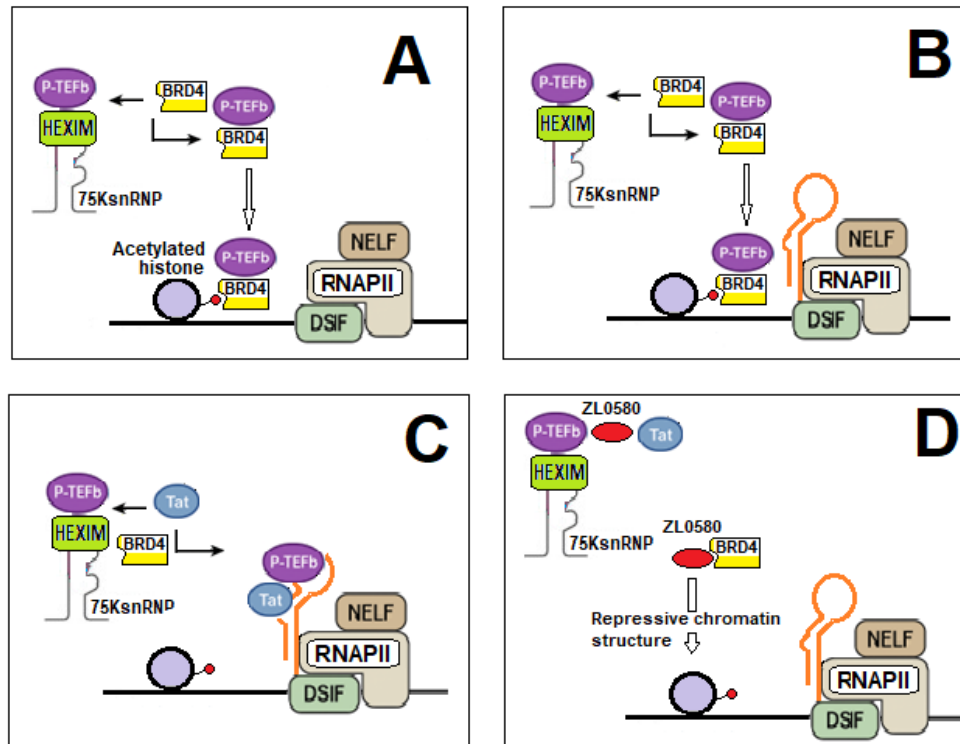 A
P-TEFb
BRD4
P-TEFb
HEXIM
BRD4
75KsnRNP
Acetylated
histone
P-TEFb
BRD4
NELF
RNAPII
DSIF
B
P-TEFb
BRD4
P-TEFb
HEXIM
BRD4
75KsnRNP
P-TEFb
BRD4
NELF
RNAPII
DSIF
C
P-TEFb
Tat
HEXIM
BRD4
75KsnRNP
P-TEFb
Tat
NELF
RNAPII
DSIF
D
ZL0580
P-TEFb
Tat
HEXIM
75KsnRNP
ZL0580
BRD4
Repressive chromatin
structure
NELF
RNAPII
DSIF